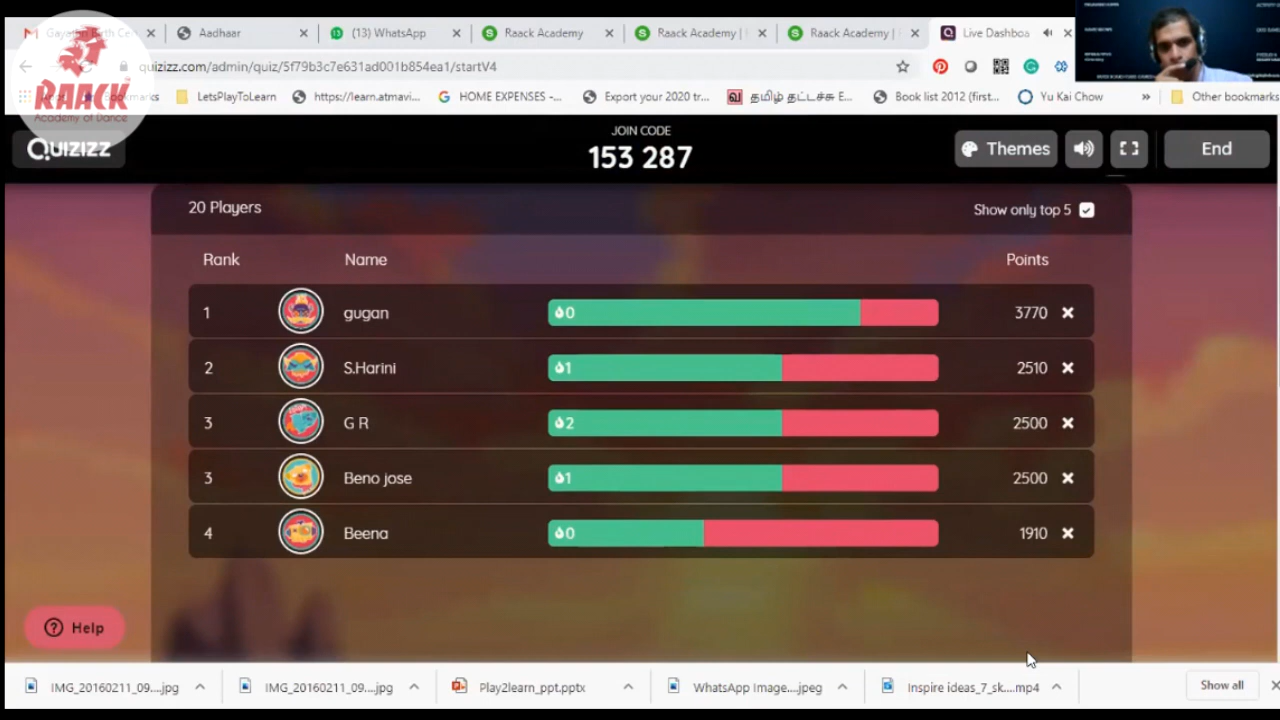 Gayathri Birth Ce
Aadhaar
(13) WhatsApp
Raack Academy
Raack Academy |
Raack Academy |
Live Dashboa
quizizz.com/admin/quiz/
/startV4
LetsPlayToLearn
https://learn.atmavi...
HOME EXPENSES -...
Export your 2020 tr...
தமிழ் தட்டச்சு E...
Book list 2012 (first...
Yu Kai Chow
»
Other bookmarks
RAACK
Academy of Dance
QUIZIZZ
JOIN CODE
153 287
Themes
End
20 Players
Show only top 5
Rank Name Points
1 gugan 0 3770
2 S.Harini 1 2510
3 G R 2 2500
3 Beno jose 1 2500
4 Beena 0 1910
Help
IMG_20160211_09....jpg
IMG_20160211_09....jpg
Play2learn_ppt.pptx
WhatsApp Image....jpeg
Inspire ideas_7_sk....mp4
Show all